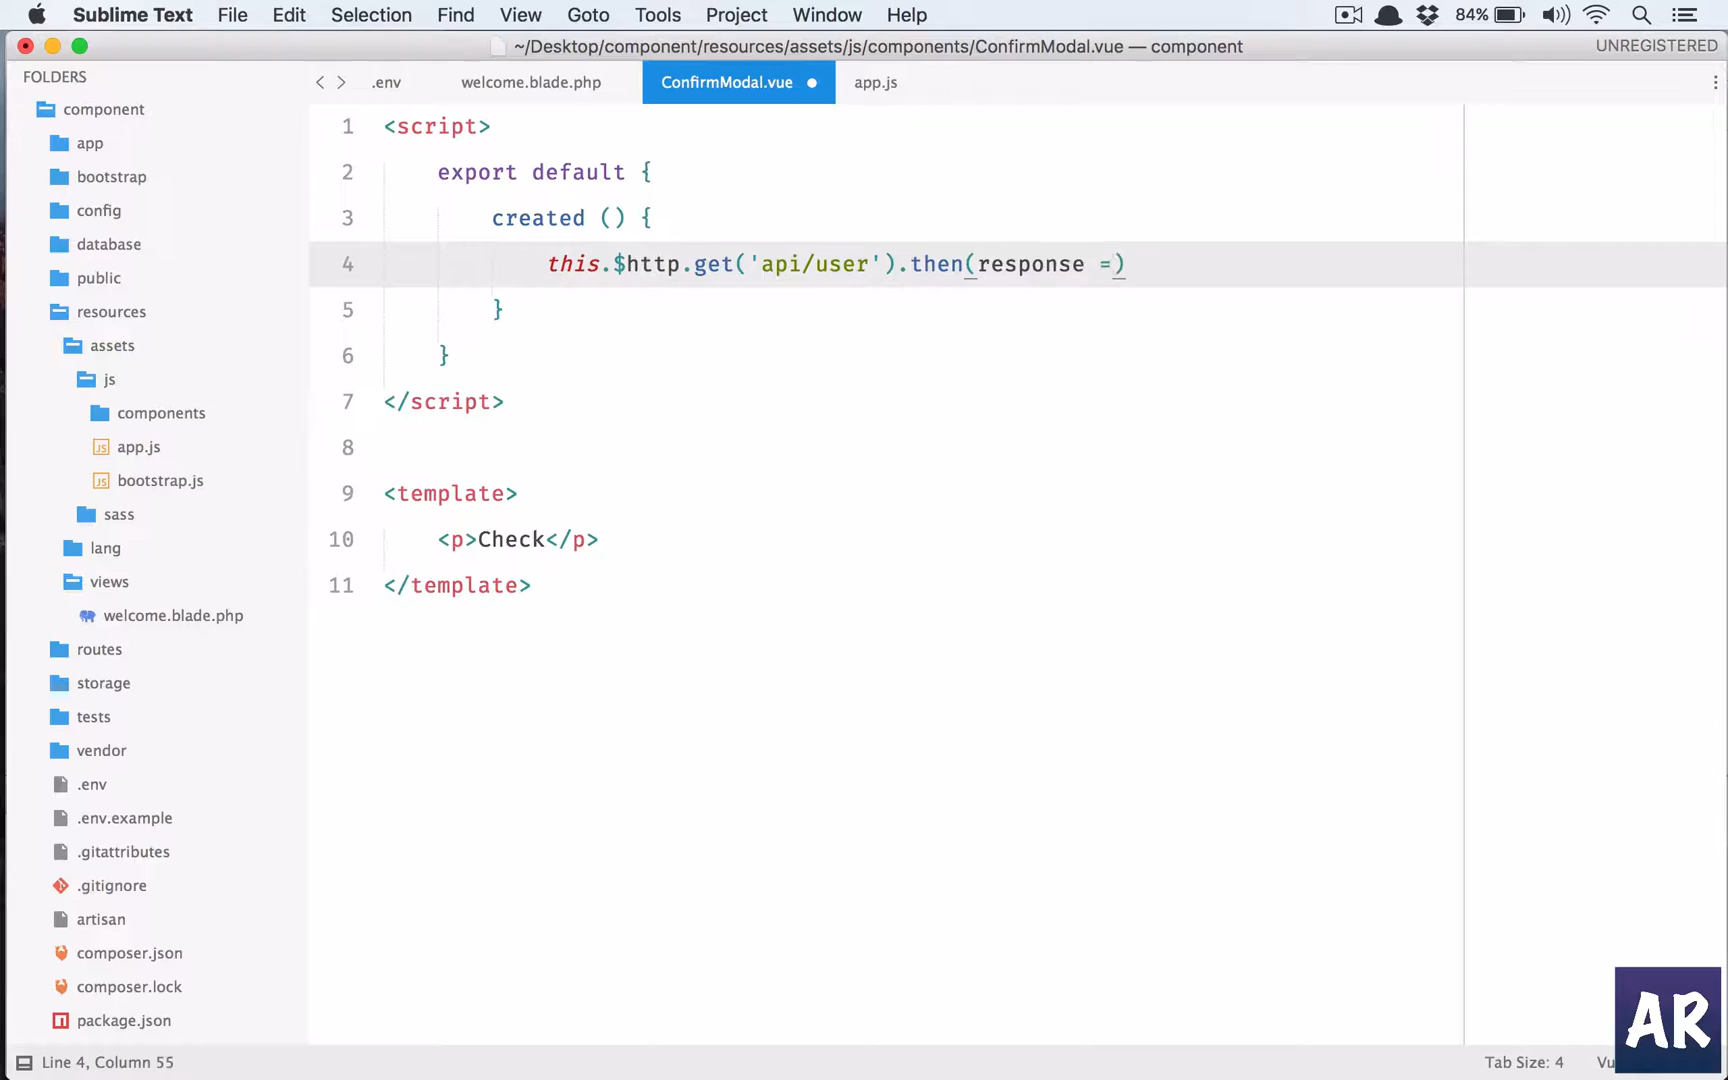 Sublime Text File Edit Selection Find View Goto Tools Project Window Help 84%
~/Desktop/component/resources/assets/js/components/ConfirmModal.vue — component UNREGISTERED
FOLDERS
component
app
bootstrap
config
database
public
resources
assets
js
components
JS app.js
JS bootstrap.js
sass
lang
views
welcome.blade.php
routes
storage
tests
vendor
.env
.env.example
.gitattributes
.gitignore
artisan
composer.json
composer.lock
package.json
.env welcome.blade.php ConfirmModal.vue app.js
1 <script>
2 export default {
3 created () {
4 this.$http.get('api/user').then(response =)
5 }
6 }
7 </script>
8
9 <template>
10 <p>Check</p>
11 </template>
Line 4, Column 55 Tab Size: 4
AR